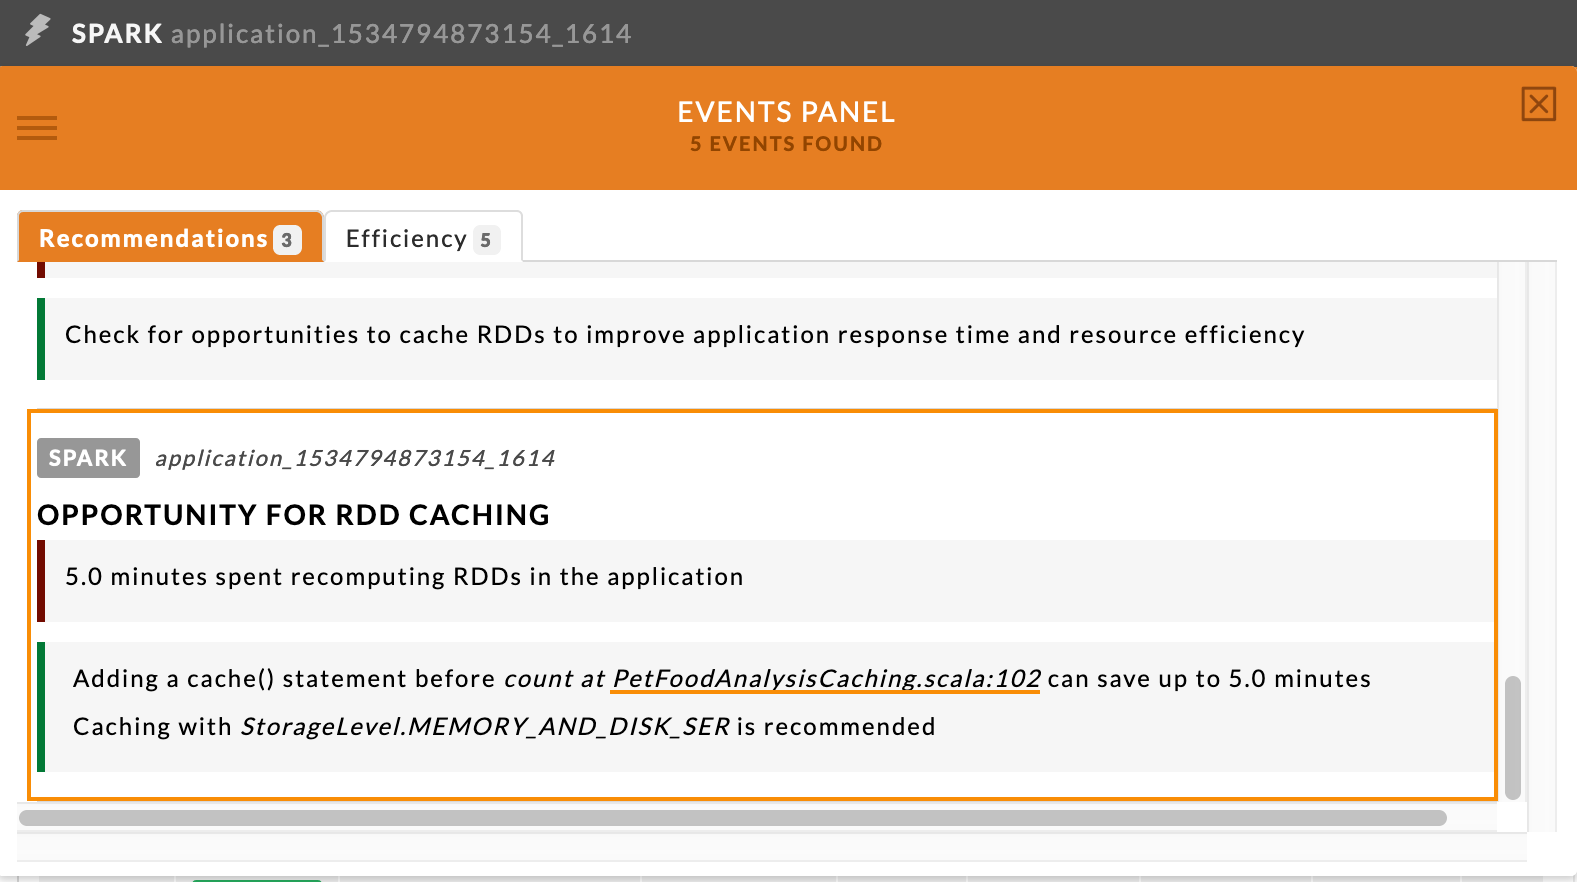 SPARK application_1534794873154_1614
EVENTS PANEL
5 EVENTS FOUND
Recommendations 3
Efficiency 5
Check for opportunities to cache RDDs to improve application response time and resource efficiency
SPARK application_1534794873154_1614
OPPORTUNITY FOR RDD CACHING
5.0 minutes spent recomputing RDDs in the application
Adding a cache() statement before count at PetFoodAnalysisCaching.scala:102 can save up to 5.0 minutes
Caching with StorageLevel.MEMORY_AND_DISK_SER is recommended